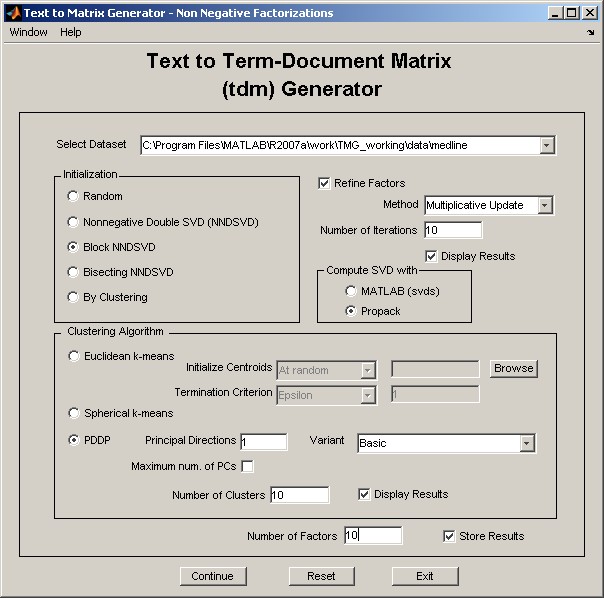 Text to Matrix Generator - Non Negative Factorizations
Window Help
Text to Term-Document Matrix
(tdm) Generator
Select Dataset C:\Program Files\MATLAB\R2007a\work\TMG_working\data\medline
Initialization
Random
Nonnegative Double SVD (NNDSVD)
Block NNDSVD
Bisecting NNDSVD
By Clustering
Refine Factors
Method Multiplicative Update
Number of Iterations 10
Display Results
Compute SVD with
MATLAB (svds)
Propack
Clustering Algorithm
Euclidean k-means
Initialize Centroids At random Browse
Termination Criterion Epsilon 1
Spherical k-means
PDDP Principal Directions 1 Variant Basic
Maximum num. of PCs
Number of Clusters 10 Display Results
Number of Factors 10 Store Results
Continue Reset Exit